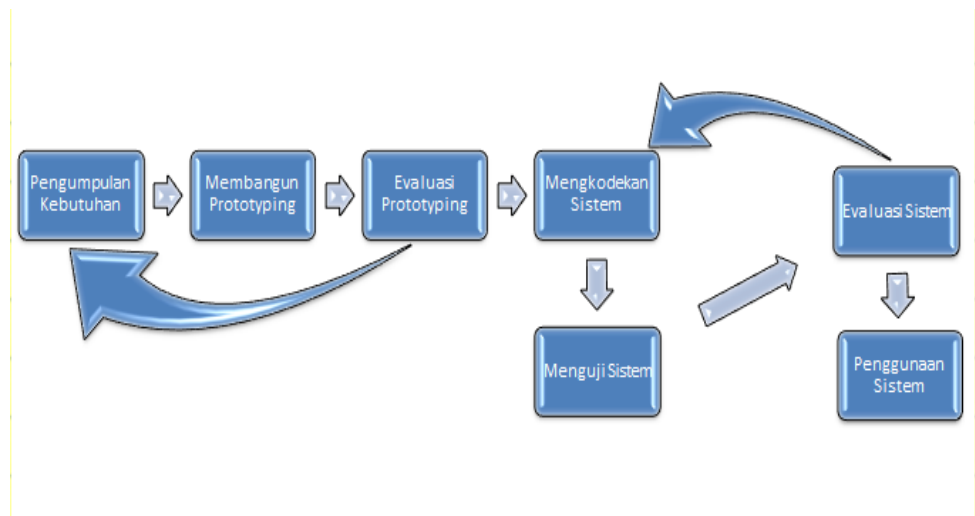 Pengumpulan
Kebutuhan
Membangun
Prototyping
Evaluasi
Prototyping
Mengkodekan
Sistem
Menguji Sistem
Evaluasi Sistem
Penggunaan
Sistem